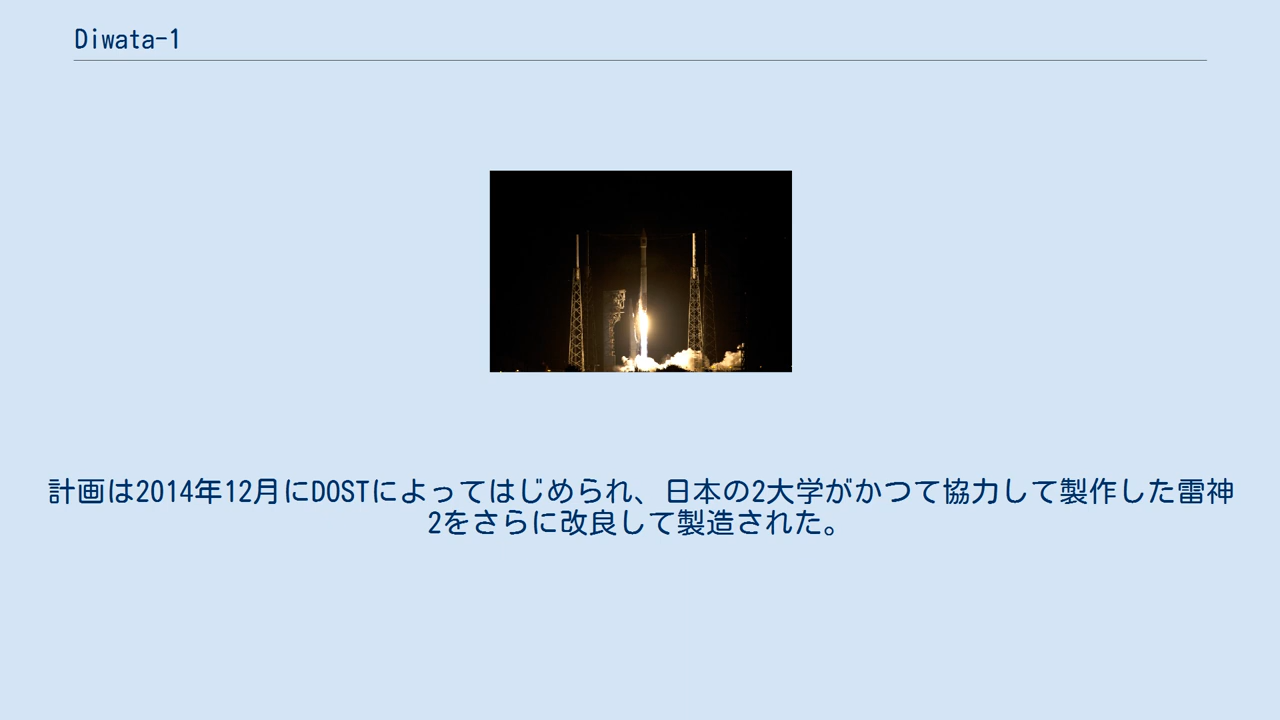 Diwata-1
計画は2014年12月にDOSTによってはじめられ、日本の2大学がかつて協力して製作した雷神
2をさらに改良して製造された。